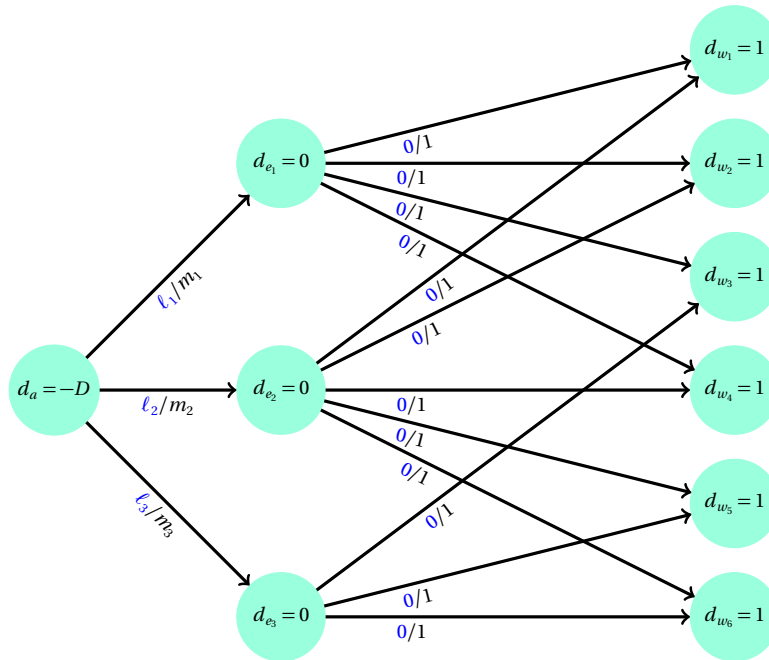 d_{w_1} = 1
d_{e_1} = 0
0/1
d_{w_2} = 1
0/1
0/1
0/1
ℓ_1/m_1
0/1
d_{w_3} = 1
0/1
d_a = −D
ℓ_2/m_2
d_{e_2} = 0
0/1
d_{w_4} = 1
0/1
0/1
ℓ_3/m_3
0/1
d_{w_5} = 1
d_{e_3} = 0
0/1
0/1
d_{w_6} = 1